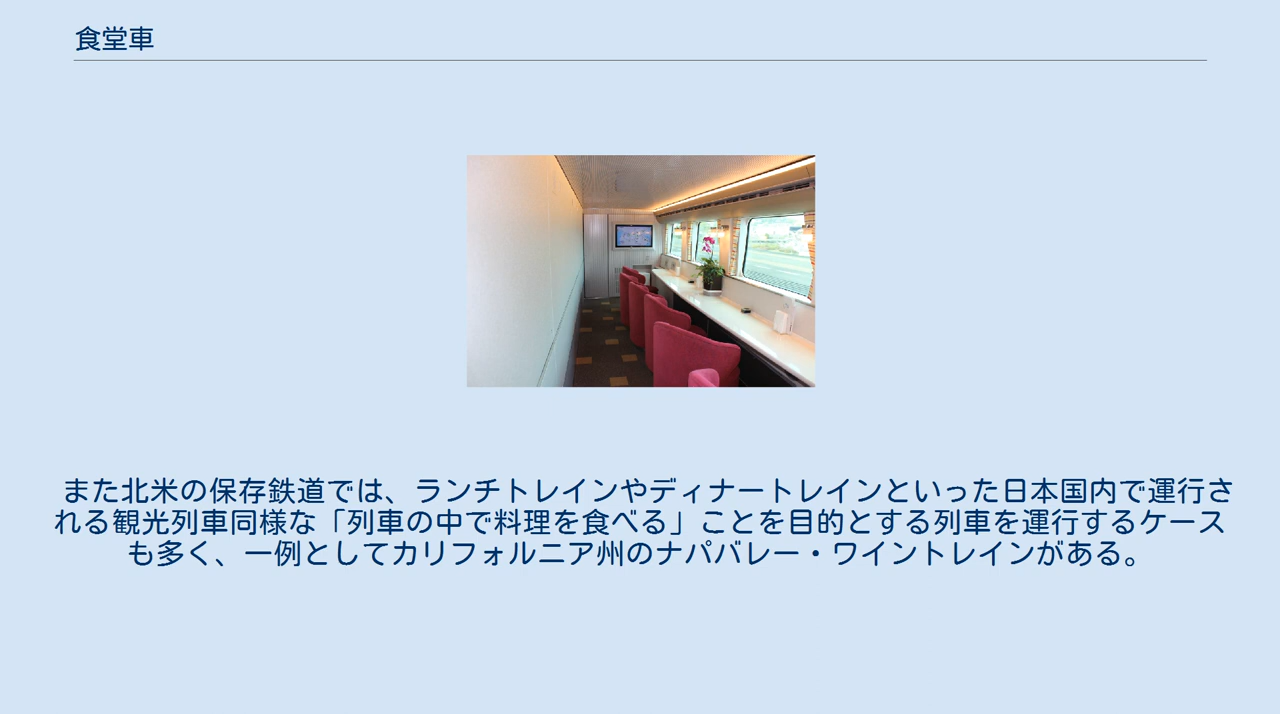 食堂車
また北米の保存鉄道では、ランチトレインやディナートレインといった日本国内で運行さ
れる観光列車同様な「列車の中で料理を食べる」ことを目的とする列車を運行するケース
も多く、一例としてカリフォルニア州のナパバレー・ワイントレインがある。